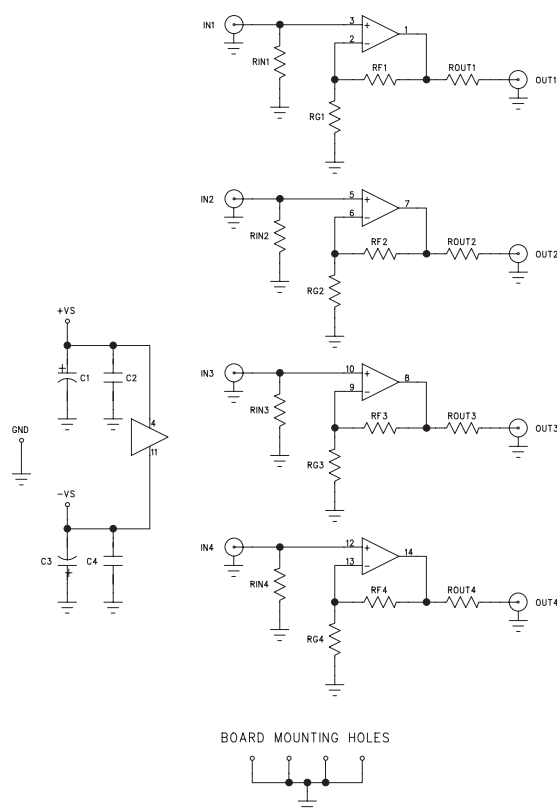 IN1
3
+
1
2
−
RIN1
RF1
ROUT1
OUT1
RG1
IN2
5
+
7
6
−
RIN2
RF2
ROUT2
OUT2
RG2
+VS
+
C1
C2
IN3
10
+
8
9
−
RIN3
RF3
ROUT3
OUT3
GND
4
11
RG3
−VS
C3
+
C4
IN4
12
+
14
13
−
RIN4
RF4
ROUT4
OUT4
RG4
BOARD MOUNTING HOLES